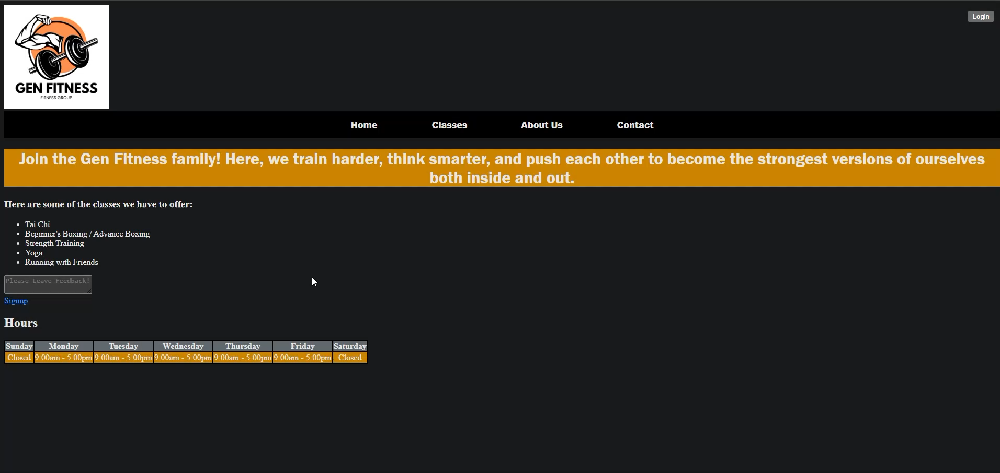 Login
GEN FITNESS
FITNESS GROUP
Home Classes About Us Contact
Join the Gen Fitness family! Here, we train harder, think smarter, and push each other to become the strongest versions of ourselves
both inside and out.
Here are some of the classes we have to offer:
Tai Chi
Beginner's Boxing / Advance Boxing
Strength Training
Yoga
Running with Friends
Please Leave Feedback!
Signup
Hours
Sunday Monday Tuesday Wednesday Thursday Friday Saturday
Closed 9:00am - 5:00pm 9:00am - 5:00pm 9:00am - 5:00pm 9:00am - 5:00pm 9:00am - 5:00pm Closed